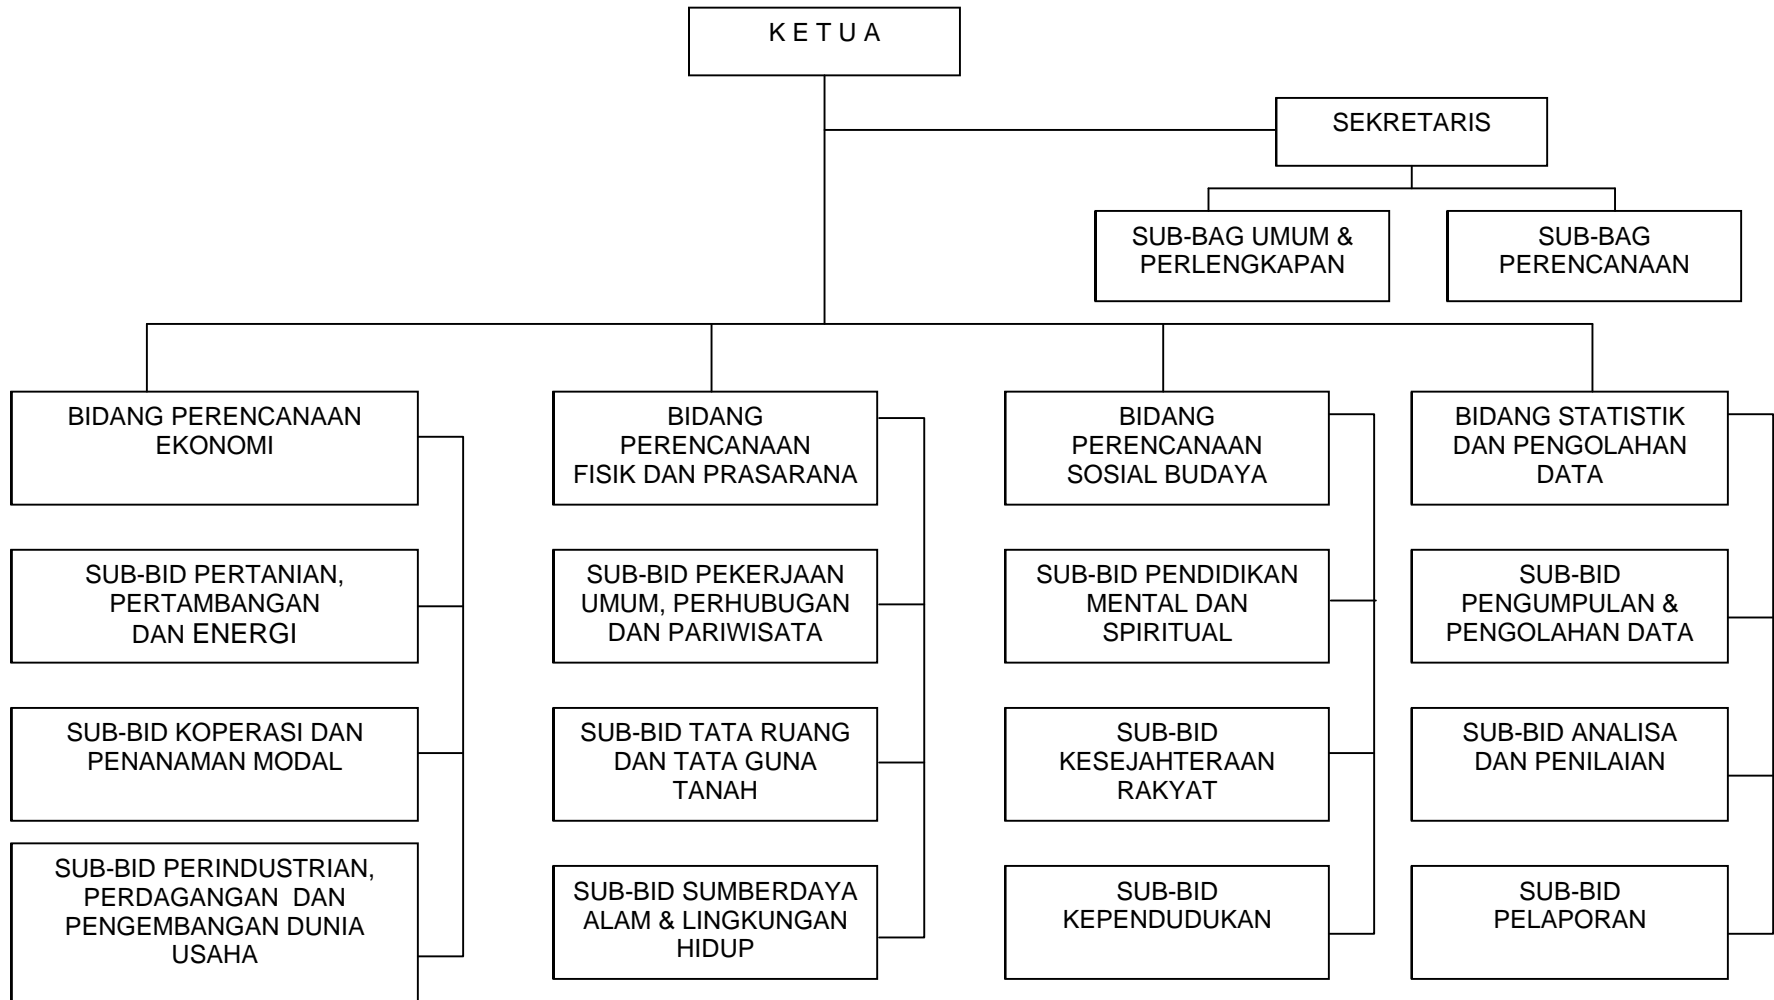 K E T U A
SEKRETARIS
SUB-BAG UMUM &
PERLENGKAPAN
SUB-BAG
PERENCANAAN
BIDANG PERENCANAAN
EKONOMI
BIDANG
PERENCANAAN
FISIK DAN PRASARANA
BIDANG
PERENCANAAN
SOSIAL BUDAYA
BIDANG STATISTIK
DAN PENGOLAHAN
DATA
SUB-BID PERTANIAN,
PERTAMBANGAN
DAN ENERGI
SUB-BID PEKERJAAN
UMUM, PERHUBUGAN
DAN PARIWISATA
SUB-BID PENDIDIKAN
MENTAL DAN
SPIRITUAL
SUB-BID
PENGUMPULAN &
PENGOLAHAN DATA
SUB-BID KOPERASI DAN
PENANAMAN MODAL
SUB-BID TATA RUANG
DAN TATA GUNA
TANAH
SUB-BID
KESEJAHTERAAN
RAKYAT
SUB-BID ANALISA
DAN PENILAIAN
SUB-BID PERINDUSTRIAN,
PERDAGANGAN DAN
PENGEMBANGAN DUNIA
USAHA
SUB-BID SUMBERDAYA
ALAM & LINGKUNGAN
HIDUP
SUB-BID
KEPENDUDUKAN
SUB-BID
PELAPORAN